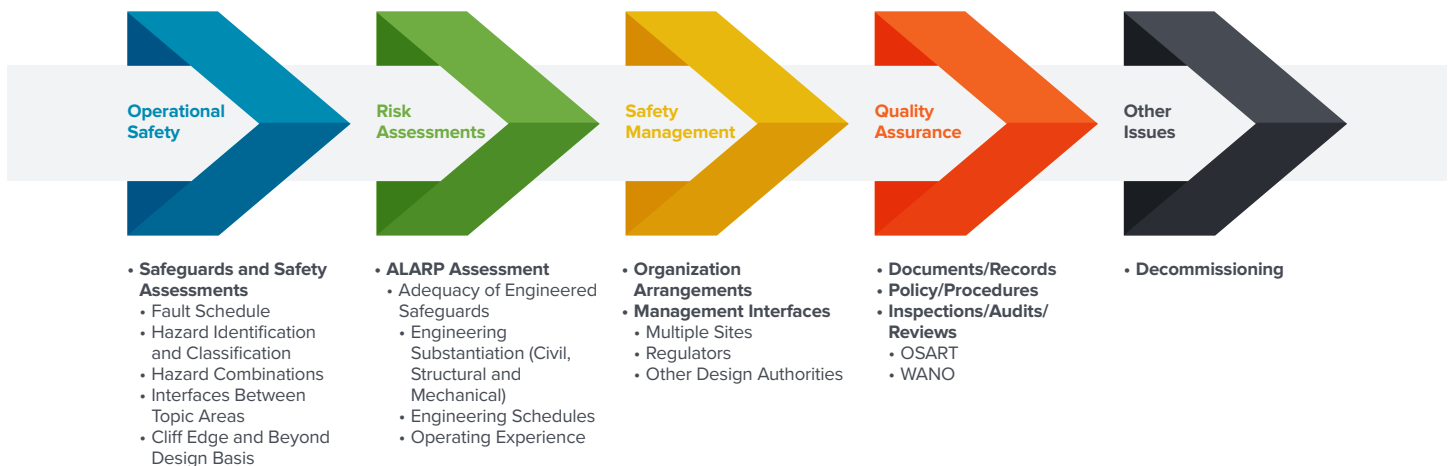 Operational
Safety
Risk
Assessments
Safety
Management
Quality
Assurance
Other
Issues
• Safeguards and Safety
Assessments
• Fault Schedule
• Hazard Identification
and Classification
• Hazard Combinations
• Interfaces Between
Topic Areas
• Cliff Edge and Beyond
Design Basis
• ALARP Assessment
• Adequacy of Engineered
Safeguards
• Engineering
Substantiation (Civil,
Structural and
Mechanical)
• Engineering Schedules
• Operating Experience
• Organization
Arrangements
• Management Interfaces
• Multiple Sites
• Regulators
• Other Design Authorities
• Documents/Records
• Policy/Procedures
• Inspections/Audits/
Reviews
• OSART
• WANO
• Decommissioning